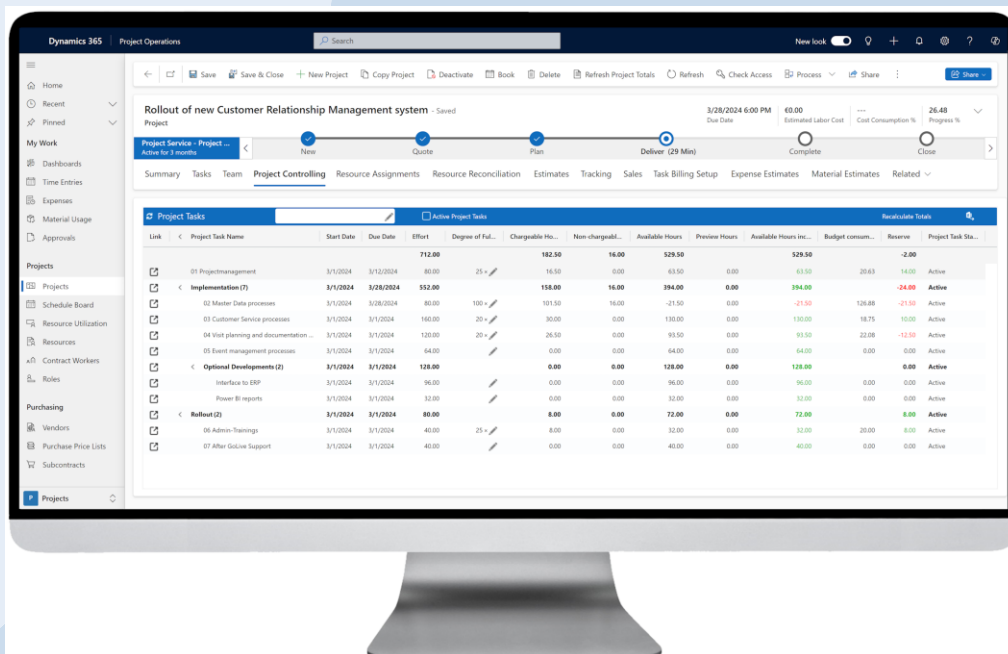 Dynamics 365 Project Operations Search New look
Home
Recent
Pinned
My Work
Dashboards
Time Entries
Expenses
Material Usage
Approvals
Projects
Projects
Schedule Board
Resource Utilization
Resources
Contract Workers
Roles
Purchasing
Vendors
Purchase Price Lists
Subcontracts
P Projects
Save Save & Close New Project Copy Project Deactivate Book Delete Refresh Project Totals Refresh Check Access Process Share Share
Rollout of new Customer Relationship Management system - Saved
Project
3/28/2024 6:00 PM €0.00 --- 26.48
Due Date Estimated Labor Cost Cost Consumption % Progress %
Project Service - Project ...
Active for 3 months
New Quote Plan Deliver (29 Min) Complete Close
Summary Tasks Team Project Controlling Resource Assignments Resource Reconciliation Estimates Tracking Sales Task Billing Setup Expense Estimates Material Estimates Related
Project Tasks Active Project Tasks Recalculate Totals
Link Project Task Name Start Date Due Date Effort Degree of Ful... Chargeable Ho... Non-chargeabl... Available Hours Preview Hours Available Hours inc... Budget consum... Reserve Project Task Sta...
712.00 182.50 16.00 529.50 529.50 -2.00
01 Projectmanagement 3/1/2024 3/12/2024 80.00 25 × 16.50 0.00 63.50 0.00 63.50 20.63 14.00 Active
Implementation (7) 3/1/2024 3/28/2024 552.00 158.00 16.00 394.00 0.00 394.00 -24.00 Active
02 Master Data processes 3/1/2024 3/28/2024 80.00 100 × 101.50 16.00 -21.50 0.00 -21.50 126.88 -21.50 Active
03 Customer Service processes 3/1/2024 3/1/2024 160.00 20 × 30.00 0.00 130.00 0.00 130.00 18.75 10.00 Active
04 Visit planning and documentation ... 3/1/2024 3/1/2024 120.00 20 × 26.50 0.00 93.50 0.00 93.50 22.08 -12.50 Active
05 Event management processes 3/1/2024 3/1/2024 64.00 0.00 0.00 64.00 0.00 64.00 0.00 0.00 Active
Optional Developments (2) 3/1/2024 3/1/2024 128.00 0.00 0.00 128.00 0.00 128.00 0.00 Active
Interface to ERP 3/1/2024 3/1/2024 96.00 0.00 0.00 96.00 0.00 96.00 0.00 0.00 Active
Power BI reports 3/1/2024 3/1/2024 32.00 0.00 0.00 32.00 0.00 32.00 0.00 0.00 Active
Rollout (2) 3/1/2024 3/1/2024 80.00 8.00 0.00 72.00 0.00 72.00 8.00 Active
06 Admin-Trainings 3/1/2024 3/1/2024 40.00 25 × 8.00 0.00 32.00 0.00 32.00 20.00 8.00 Active
07 After GoLive Support 3/1/2024 3/1/2024 40.00 0.00 0.00 40.00 0.00 40.00 0.00 0.00 Active